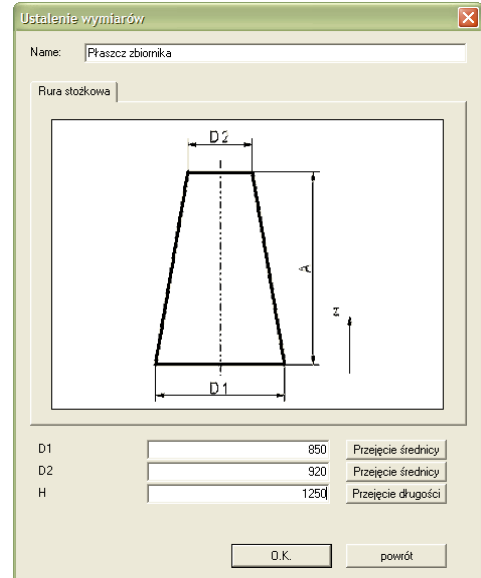 Ustalenie wymiarów
Name: Płaszcz zbiornika
Rura stożkowa
D2
A
z
D1
D1 850 Przejęcie średnicy
D2 920 Przejęcie średnicy
H 1250 Przejęcie długości
O.K. powrót